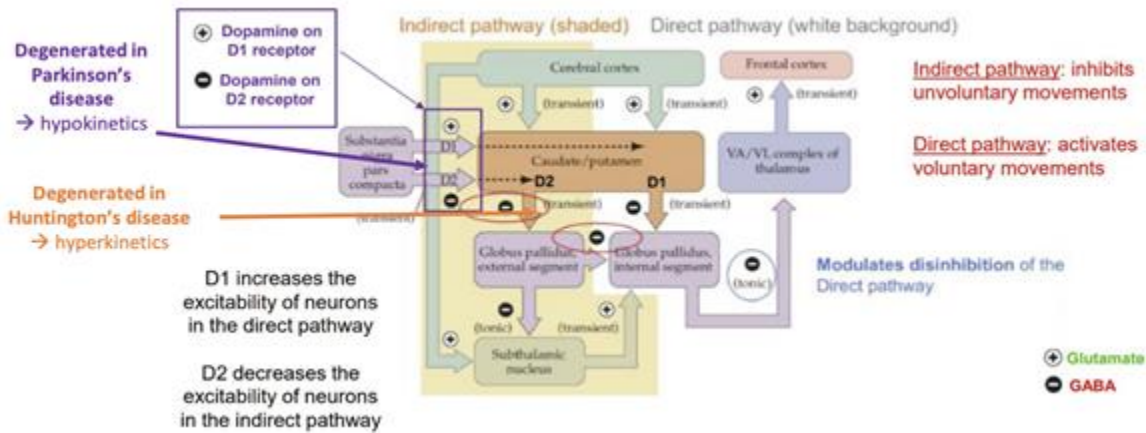 Indirect pathway (shaded) Direct pathway (white background)
Degenerated in
Parkinson's
disease
→ hypokinetics
Dopamine on
D1 receptor
Dopamine on
D2 receptor
Cerebral cortex
Frontal cortex
Indirect pathway: inhibits
unvoluntary movements
Direct pathway: activates
voluntary movements
(transient)
(transient)
(transient)
Substantia
nigra
pars
compacta
D1
D2
(transient)
Caudate/putamen
D2
D1
VA/VL complex of
thalamus
Degenerated in
Huntington's disease
→ hyperkinetics
(transient)
(transient)
Globus pallidus,
external segment
Globus pallidus,
internal segment
(tonic)
Modulates disinhibition of the
Direct pathway
D1 increases the
excitability of neurons
in the direct pathway
(tonic)
(transient)
Subthalamic
nucleus
D2 decreases the
excitability of neurons
in the indirect pathway
Glutamate
GABA